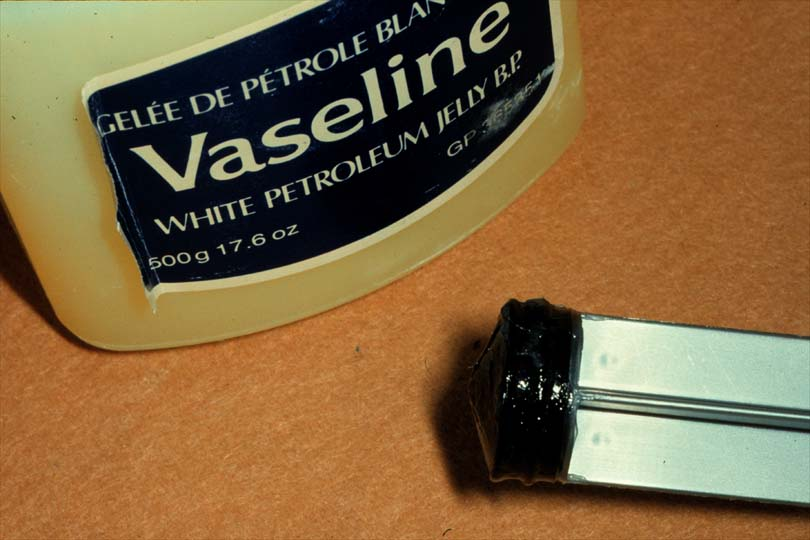 GELÉE DE PÉTROLE BLAN
Vaseline
WHITE PETROLEUM JELLY B.P.
GP
500g 17.6 oz